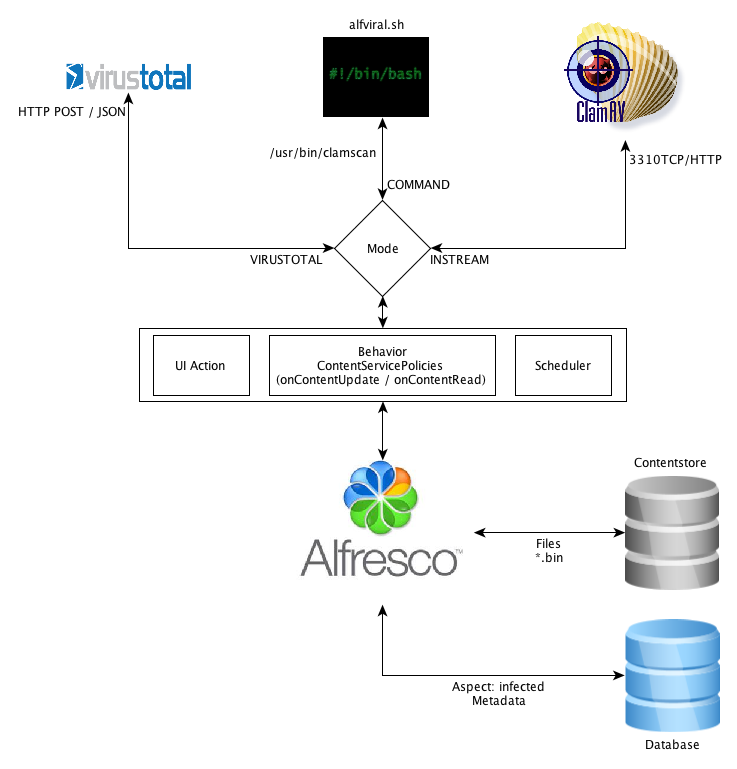 alfviral.sh
virustotal
#!/bin/bash
ClamAV
HTTP POST / JSON
/usr/bin/clamscan
3310TCP/HTTP
COMMAND
Mode
VIRUSTOTAL
INSTREAM
UI Action
Behavior
ContentServicePolicies
(onContentUpdate / onContentRead)
Scheduler
Contentstore
Alfresco™
Files
*.bin
Aspect: infected
Metadata
Database